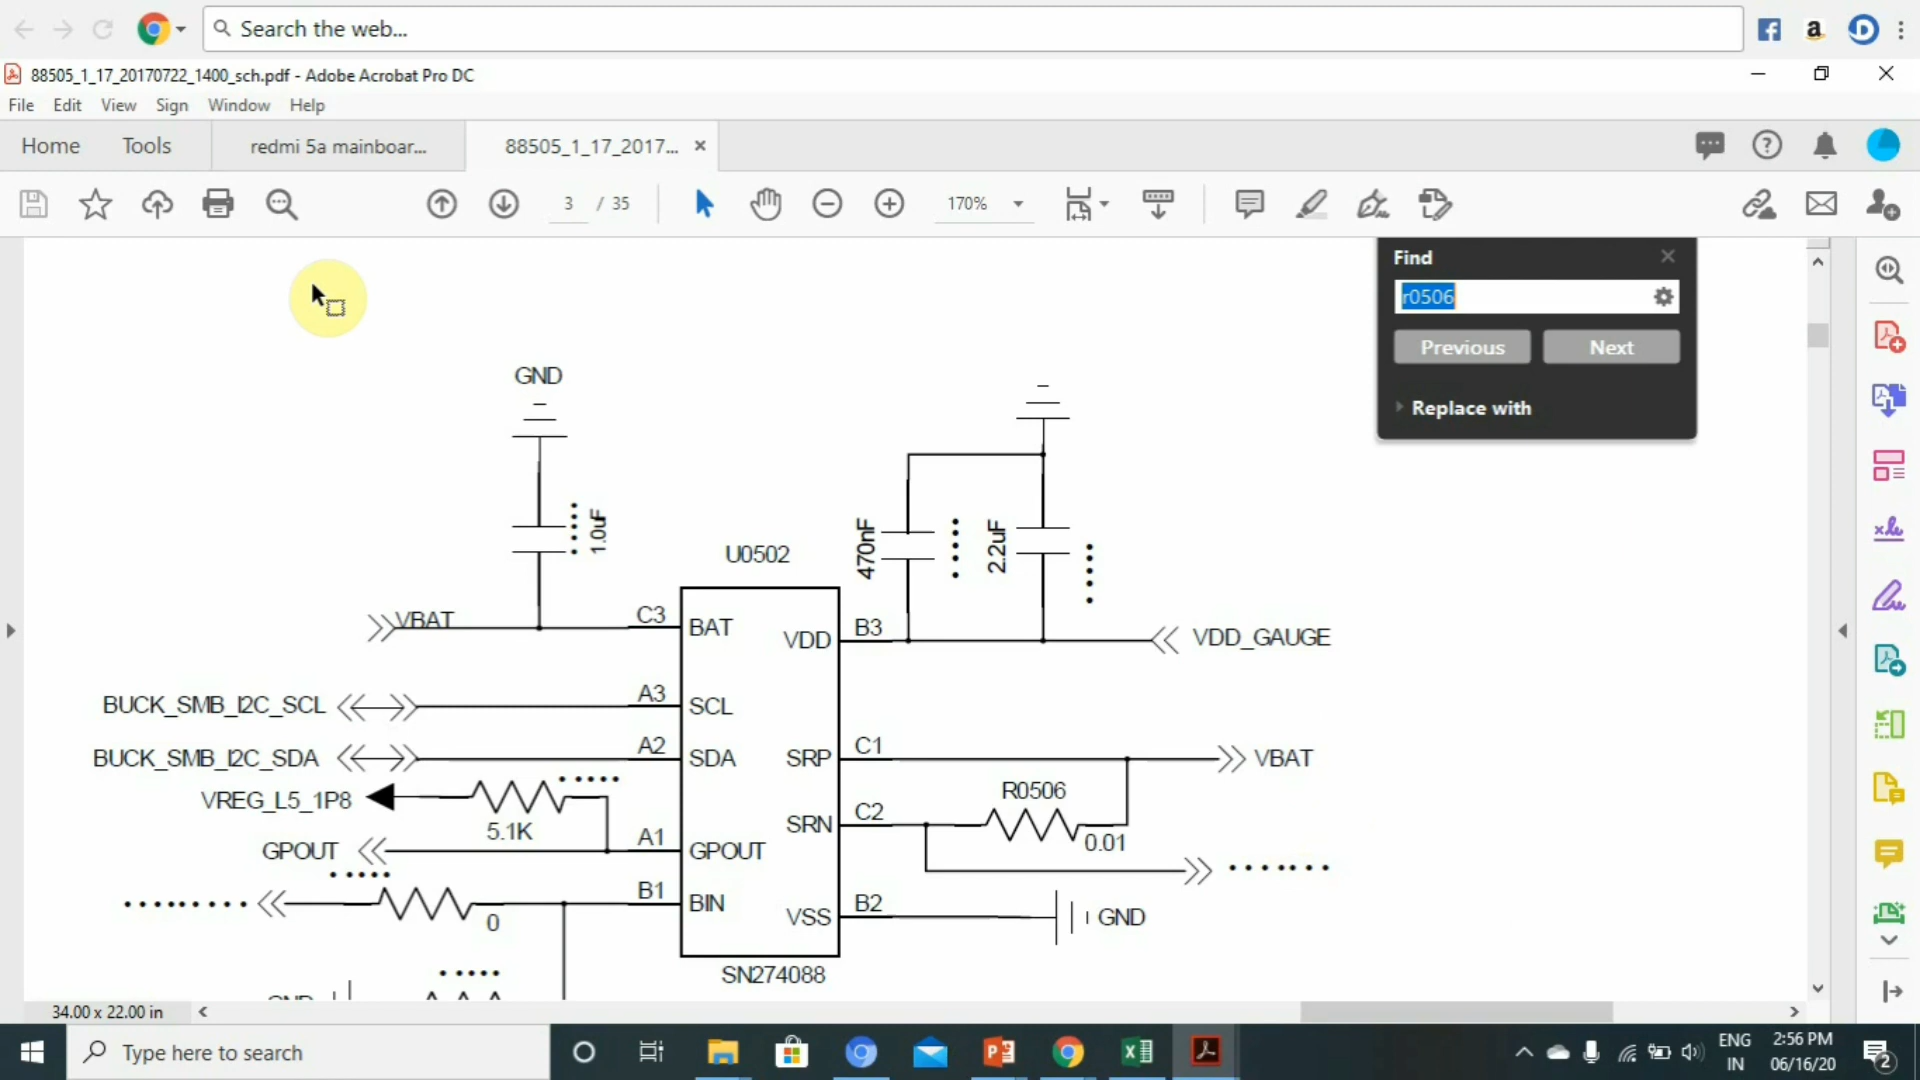 Search the web...
88505_1_17_20170722_1400_sch.pdf - Adobe Acrobat Pro DC
File Edit View Sign Window Help
Home Tools redmi 5a mainboar... 88505_1_17_2017...
3 / 35 170%
Find
r0506
Previous Next
Replace with
GND
1.0uF
470nF
2.2uF
U0502
VBAT C3 BAT
VDD B3 VDD_GAUGE
BUCK_SMB_I2C_SCL A3 SCL
BUCK_SMB_I2C_SDA A2 SDA
SRP C1 VBAT
VREG_L5_1P8
5.1K
R0506
SRN C2
0.01
GPOUT A1 GPOUT
B1 BIN
0
VSS B2 GND
SN274088
34.00 x 22.00 in
Type here to search
ENG
IN
2:56 PM
06/16/20
2